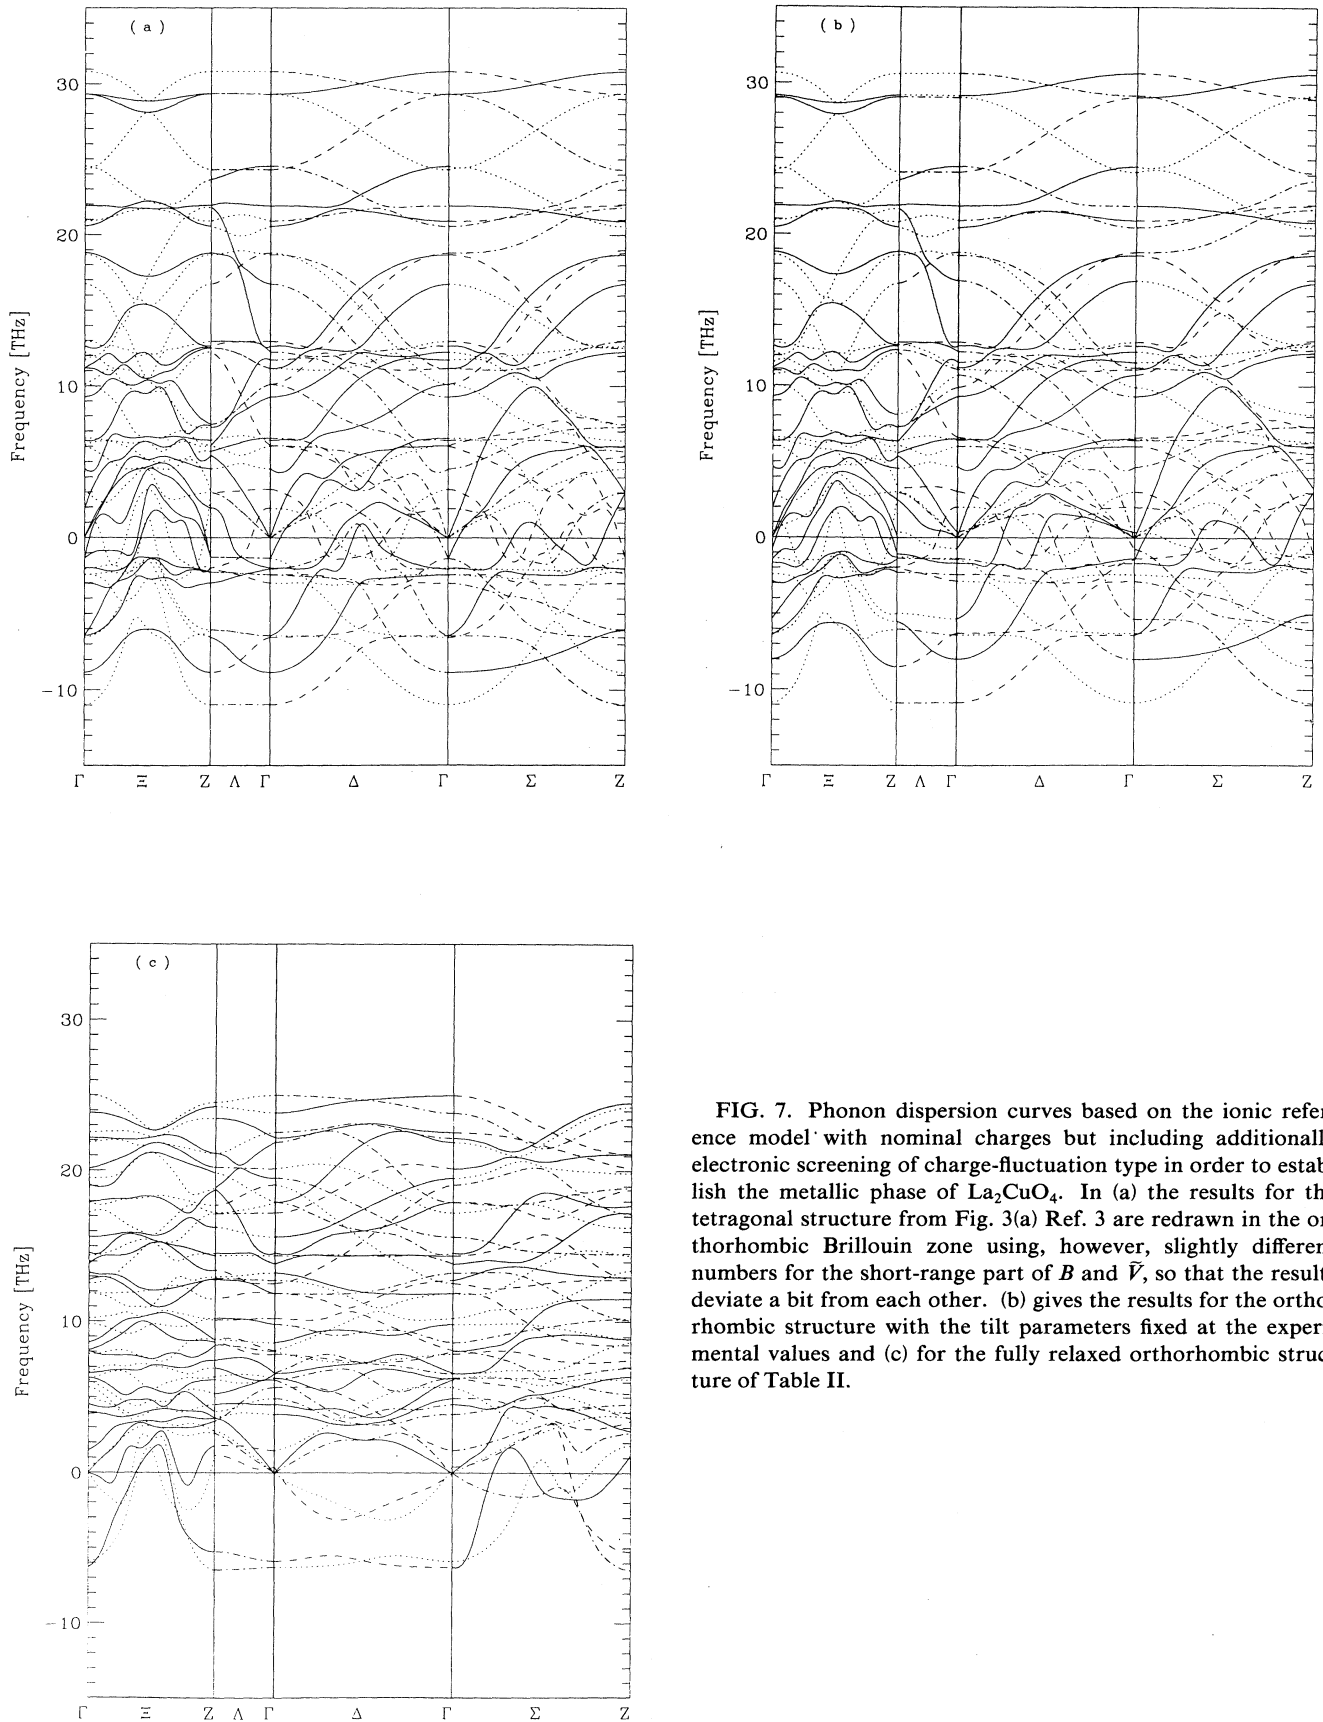 ( a )
30
20
10
0
-10
Frequency [THz]
Γ Ξ Z Λ Γ Δ Γ Σ Z
( b )
30
20
10
0
-10
Frequency [THz]
Γ Ξ Z Λ Γ Δ Γ Σ Z
( c )
30
20
10
0
-10
Frequency [THz]
Γ Ξ Z Λ Γ Δ Γ Σ Z
FIG. 7. Phonon dispersion curves based on the ionic refer
ence model with nominal charges but including additionall
electronic screening of charge-fluctuation type in order to estab
lish the metallic phase of La₂CuO₄. In (a) the results for th
tetragonal structure from Fig. 3(a) Ref. 3 are redrawn in the or
thorhombic Brillouin zone using, however, slightly differen
numbers for the short-range part of B and Ṽ, so that the result
deviate a bit from each other. (b) gives the results for the ortho
rhombic structure with the tilt parameters fixed at the experi
mental values and (c) for the fully relaxed orthorhombic struc
ture of Table II.